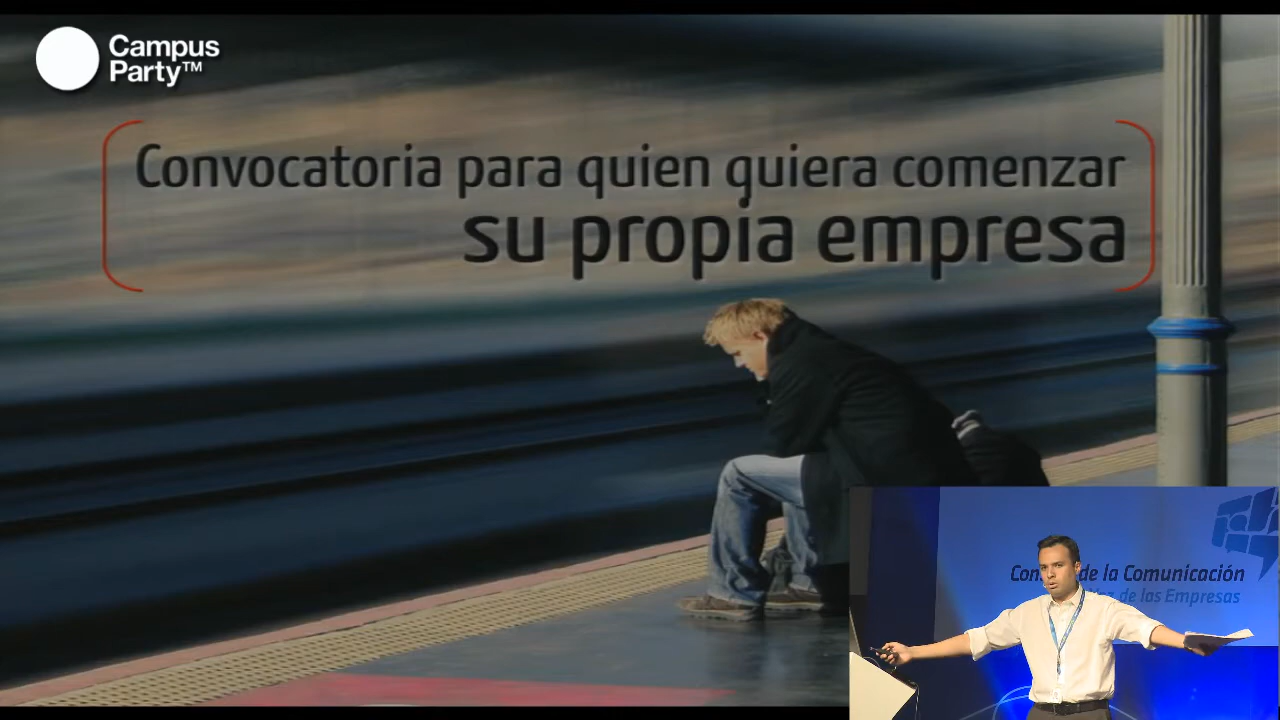 Campus
Party™
Convocatoria para quien quiera comenzar
su propia empresa
de la Comunicación
de las Empresas